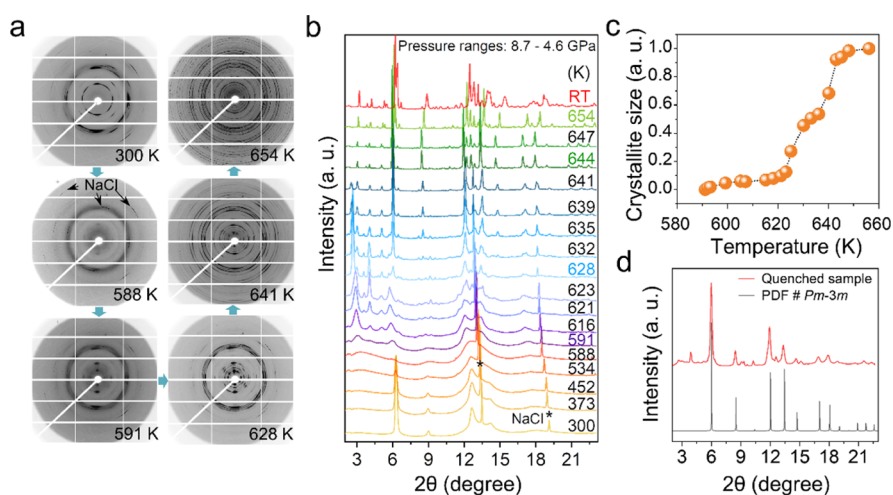 a
300 K
654 K
NaCl
588 K
641 K
591 K
628 K
b
Pressure ranges: 8.7 - 4.6 GPa
(K)
RT
654
647
644
641
639
635
632
628
623
621
616
591
588
534
*
452
373
NaCl *
300
Intensity (a. u.)
3 6 9 12 15 18 21
2θ (degree)
c
Crystallite size (a. u.)
1.0
0.8
0.6
0.4
0.2
0.0
580 600 620 640 660
Temperature (K)
d
Quenched sample
PDF # Pm-3m
Intensity (a. u.)
3 6 9 12 15 18 21
2θ (degree)